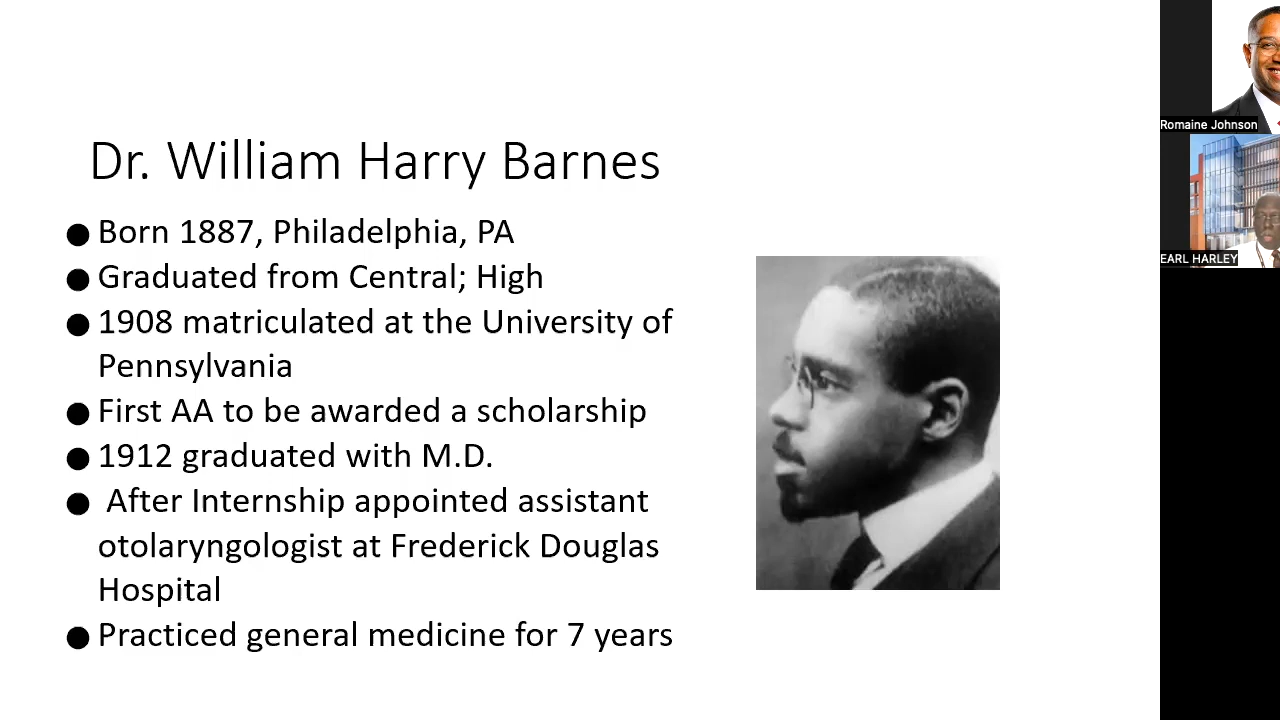 Dr. William Harry Barnes
● Born 1887, Philadelphia, PA
● Graduated from Central; High
● 1908 matriculated at the University of
Pennsylvania
● First AA to be awarded a scholarship
● 1912 graduated with M.D.
● After Internship appointed assistant
otolaryngologist at Frederick Douglas
Hospital
● Practiced general medicine for 7 years
Romaine Johnson
EARL HARLEY